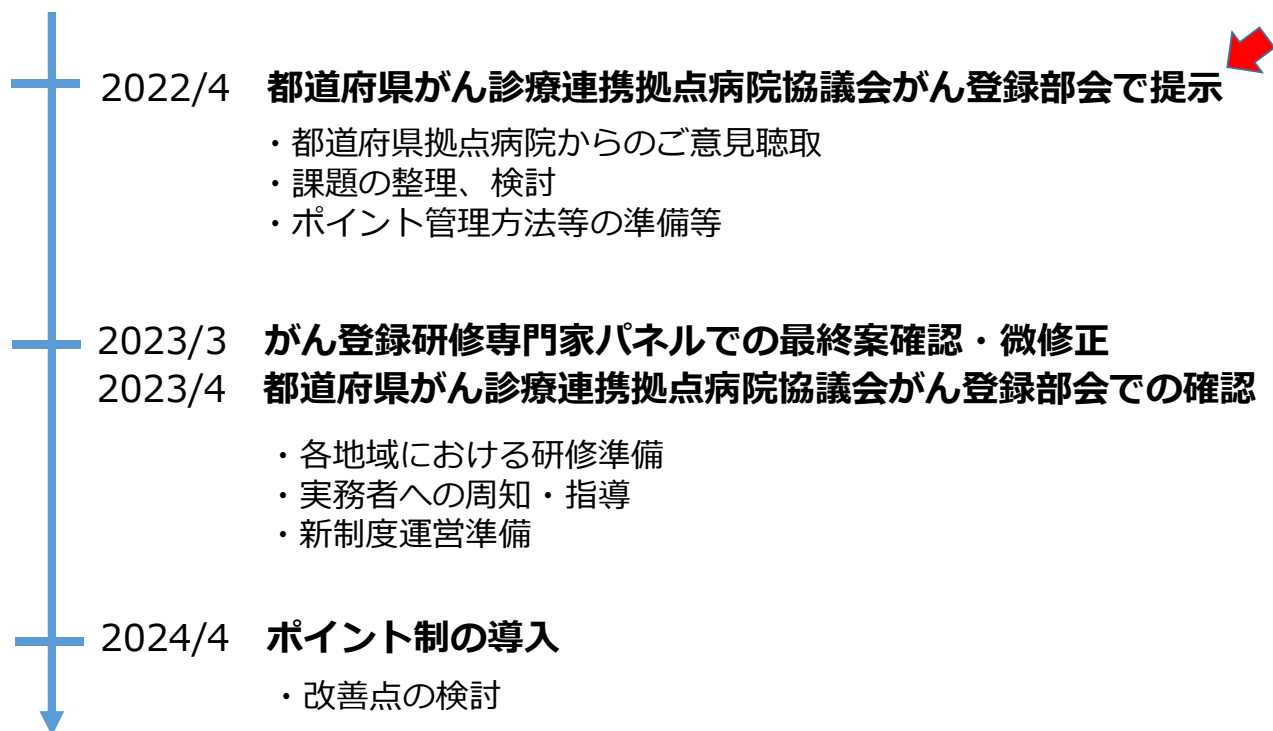 2022/4 都道府県がん診療連携拠点病院協議会がん登録部会で提示
・都道府県拠点病院からのご意見聴取
・課題の整理、検討
・ポイント管理方法等の準備等
2023/3 がん登録研修専門家パネルでの最終案確認・微修正
2023/4 都道府県がん診療連携拠点病院協議会がん登録部会での確認
・各地域における研修準備
・実務者への周知・指導
・新制度運営準備
2024/4 ポイント制の導入
・改善点の検討